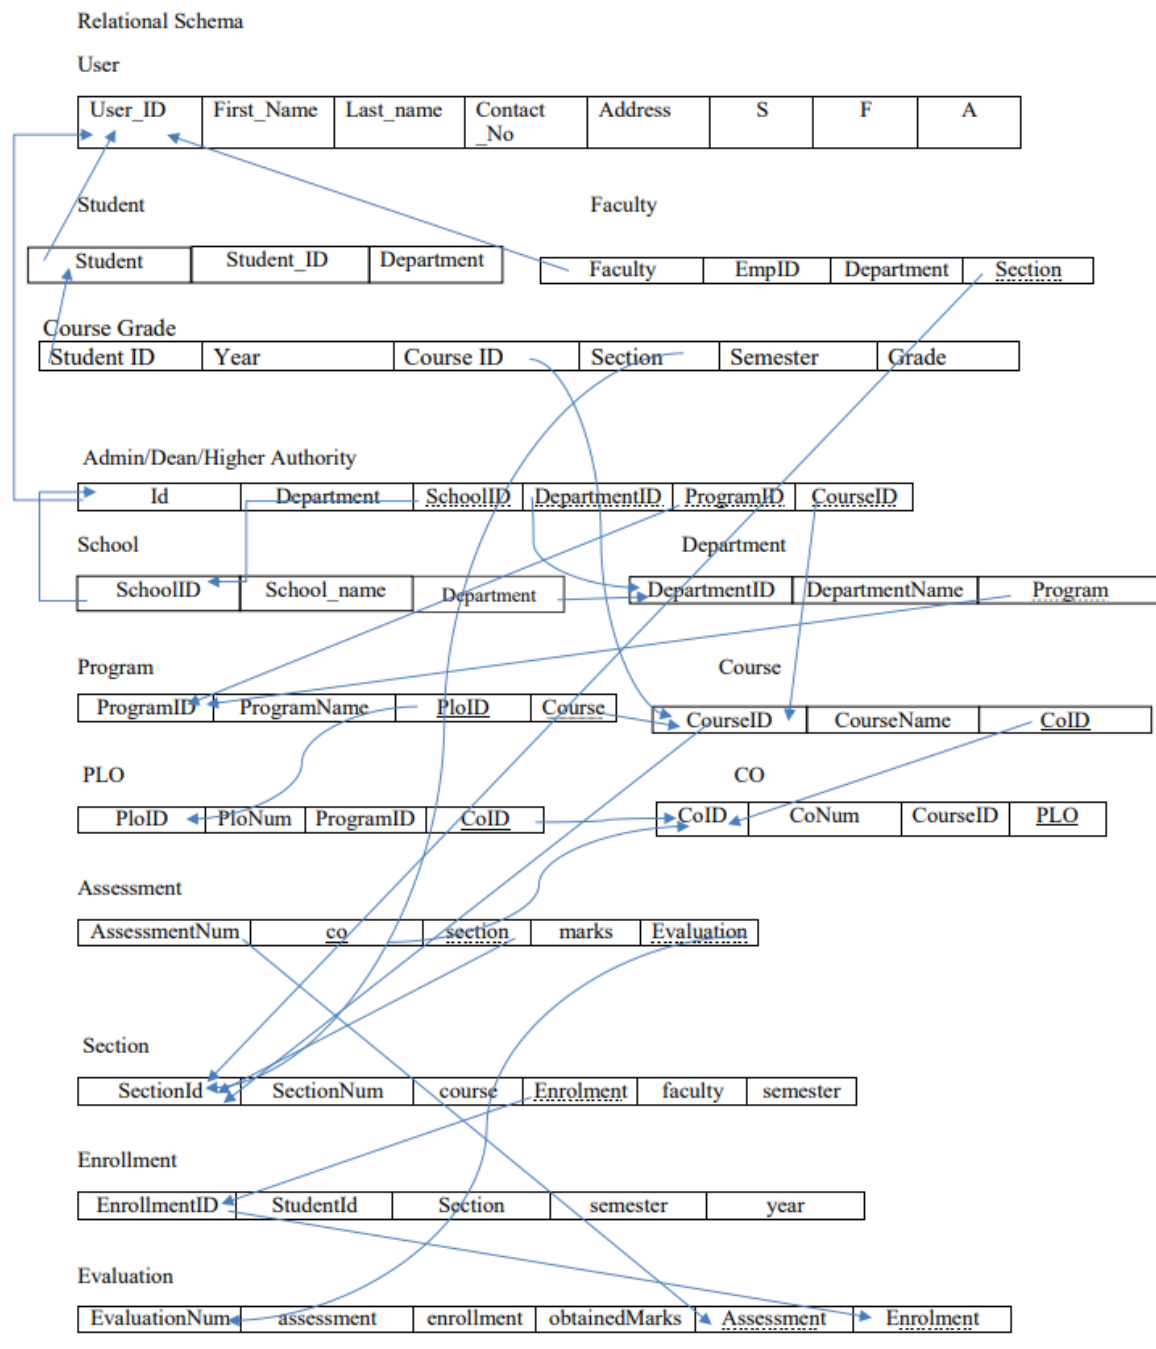 Relational Schema
User
User_ID First_Name Last_name Contact _No Address S F A
Student Faculty
Student Student_ID Department
Faculty EmpID Department Section
Course Grade
Student ID Year Course ID Section Semester Grade
Admin/Dean/Higher Authority
Id Department SchoolID DepartmentID ProgramID CourseID
School Department
SchoolID School_name Department
DepartmentID DepartmentName Program
Program Course
ProgramID ProgramName PloID Course
CourseID CourseName CoID
PLO CO
PloID PloNum ProgramID CoID
CoID CoNum CourseID PLO
Assessment
AssessmentNum co section marks Evaluation
Section
SectionId SectionNum course Enrolment faculty semester
Enrollment
EnrollmentID StudentId Section semester year
Evaluation
EvaluationNum assessment enrollment obtainedMarks Assessment Enrolment